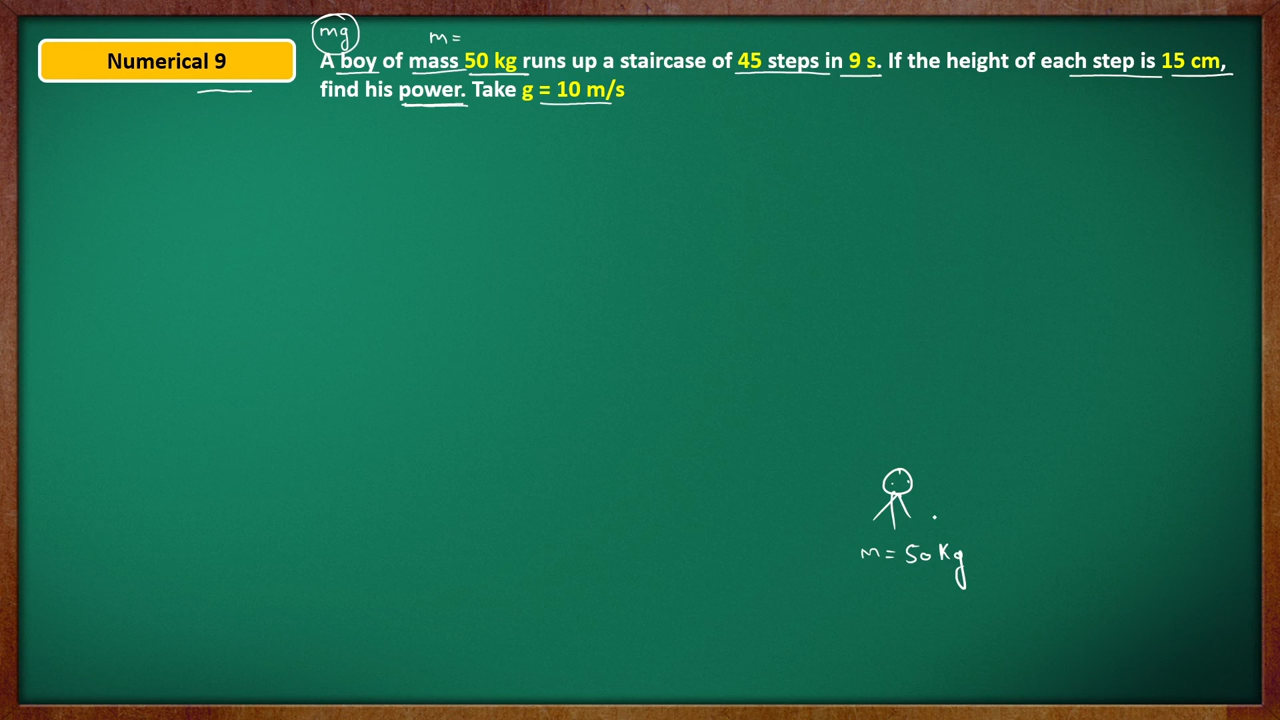 mg
m =
Numerical 9
A boy of mass 50 kg runs up a staircase of 45 steps in 9 s. If the height of each step is 15 cm,
find his power. Take g = 10 m/s
m = 50 Kg